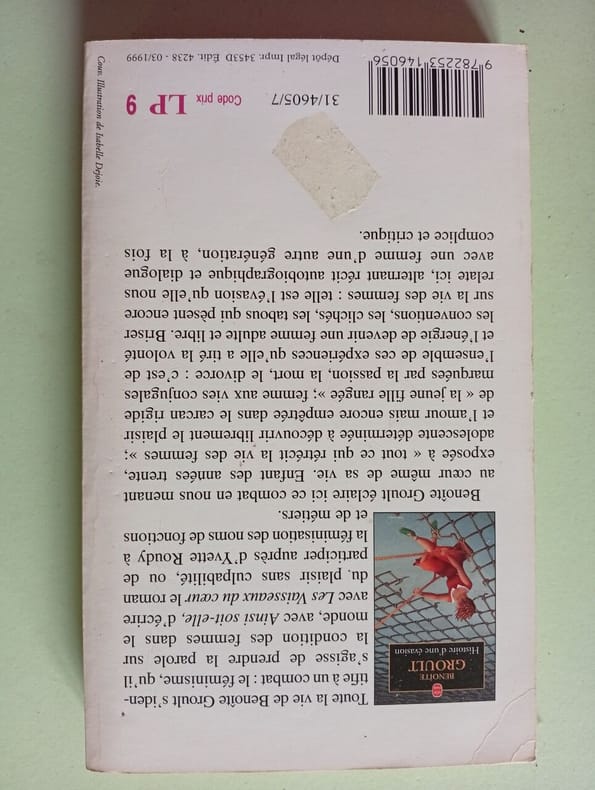 BENOÎTE
GROULT
Histoire d'une évasion
Toute la vie de Benoîte Groult s'iden-
tifie à un combat : le féminisme, qu'il
s'agisse de prendre la parole sur
la condition des femmes dans le
monde, avec Ainsi soit-elle, d'écrire
avec Les Vaisseaux du cœur le roman
du plaisir sans culpabilité, ou de
participer auprès d'Yvette Roudy à
la féminisation des noms de fonctions
et de métiers.
Benoîte Groult éclaire ici ce combat en nous menant
au cœur même de sa vie. Enfant des années trente,
exposée à « tout ce qui rétrécit la vie des femmes »;
adolescente déterminée à découvrir librement le plaisir
et l'amour mais encore empêtrée dans le carcan rigide
de « la jeune fille rangée »; femme aux vies conjugales
marquées par la passion, la mort, le divorce : c'est de
l'ensemble de ces expériences qu'elle a tiré la volonté
et l'énergie de devenir une femme adulte et libre. Briser
les conventions, les clichés, les tabous qui pèsent encore
sur la vie des femmes : telle est l'évasion qu'elle nous
relate ici, alternant récit autobiographique et dialogue
avec une femme d'une autre génération, à la fois
complice et critique.
31/4605/7
Code prix LP 9
9 782253 146056
Dépôt légal Impr. 3453D Edit. 4238 - 03/1999
Couv. Illustration de Isabelle Dejoie.